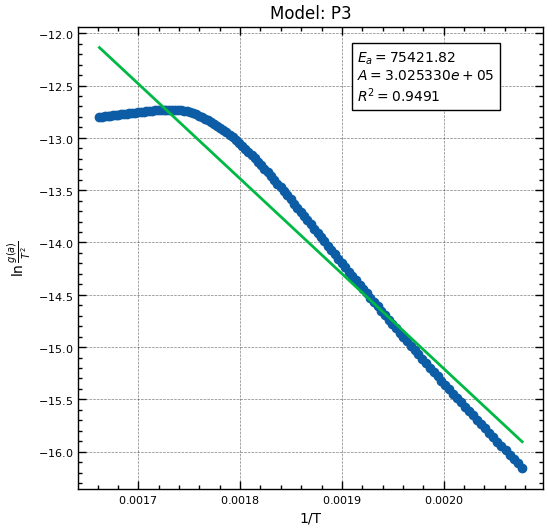 Model: P3
−12.0
−12.5
−13.0
−13.5
−14.0
−14.5
−15.0
−15.5
−16.0
ln g(a)/T²
E_a = 75421.82
A = 3.025330e + 05
R² = 0.9491
0.0017 0.0018 0.0019 0.0020
1/T